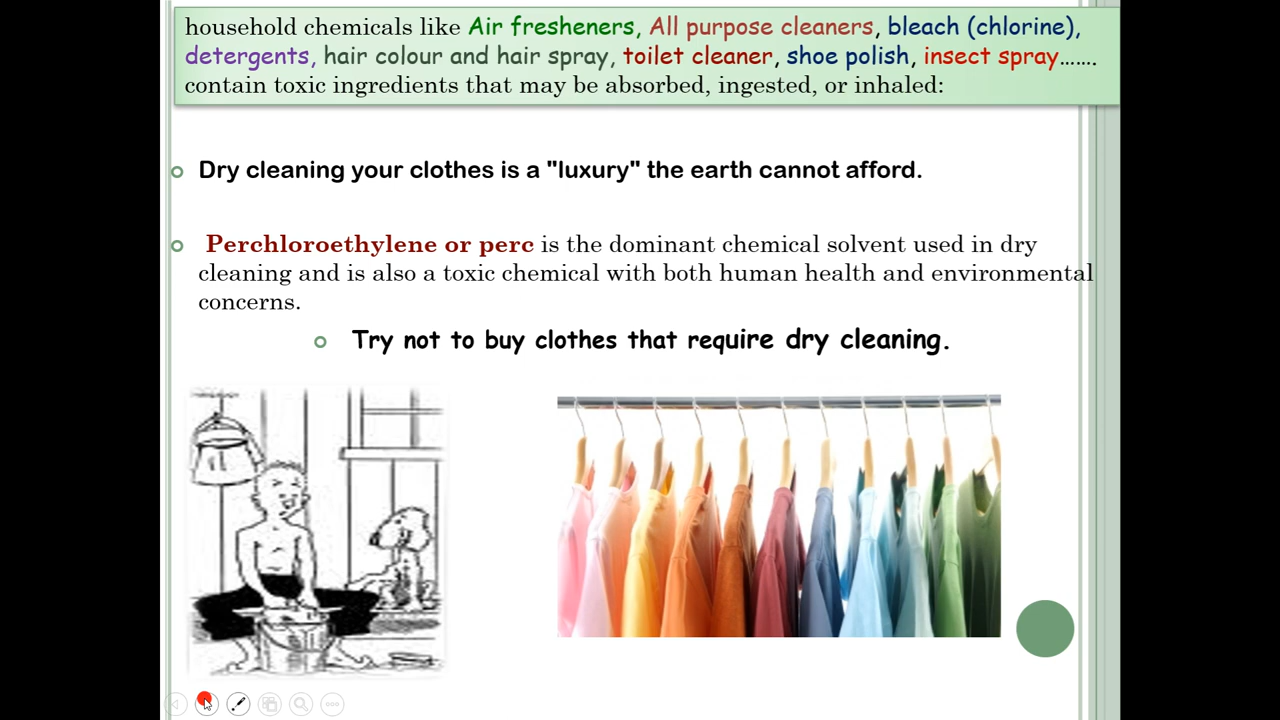 household chemicals like Air fresheners, All purpose cleaners, bleach (chlorine),
detergents, hair colour and hair spray, toilet cleaner, shoe polish, insect spray…….
contain toxic ingredients that may be absorbed, ingested, or inhaled:
Dry cleaning your clothes is a "luxury" the earth cannot afford.
Perchloroethylene or perc is the dominant chemical solvent used in dry
cleaning and is also a toxic chemical with both human health and environmental
concerns.
Try not to buy clothes that require dry cleaning.